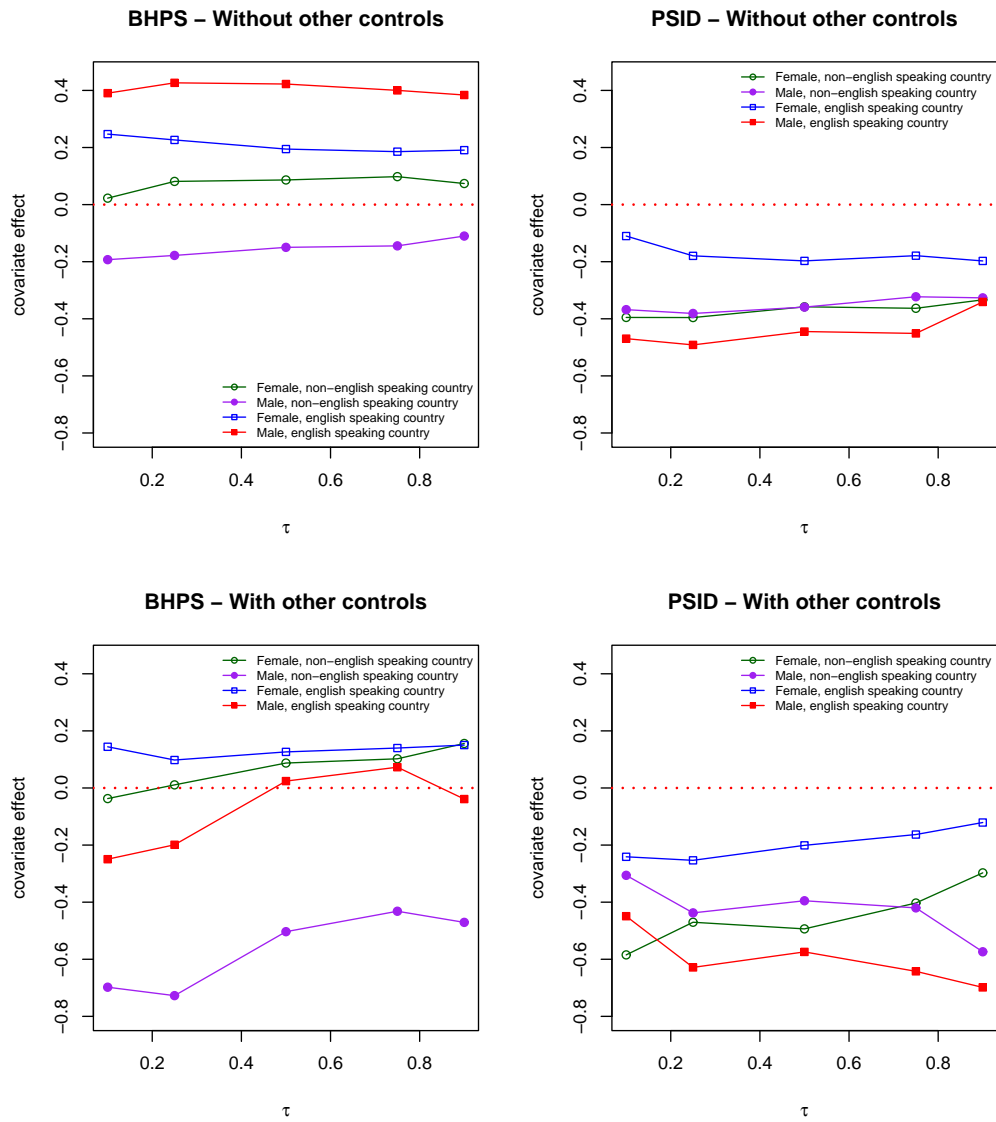 BHPS − Without other controls
covariate effect
0.4
0.2
0.0
−0.2
−0.4
−0.6
−0.8
Female, non−english speaking country
Male, non−english speaking country
Female, english speaking country
Male, english speaking country
0.2 0.4 0.6 0.8
τ
PSID − Without other controls
covariate effect
0.4
0.2
0.0
−0.2
−0.4
−0.6
−0.8
Female, non−english speaking country
Male, non−english speaking country
Female, english speaking country
Male, english speaking country
0.2 0.4 0.6 0.8
τ
BHPS − With other controls
covariate effect
0.4
0.2
0.0
−0.2
−0.4
−0.6
−0.8
Female, non−english speaking country
Male, non−english speaking country
Female, english speaking country
Male, english speaking country
0.2 0.4 0.6 0.8
τ
PSID − With other controls
covariate effect
0.4
0.2
0.0
−0.2
−0.4
−0.6
−0.8
Female, non−english speaking country
Male, non−english speaking country
Female, english speaking country
Male, english speaking country
0.2 0.4 0.6 0.8
τ